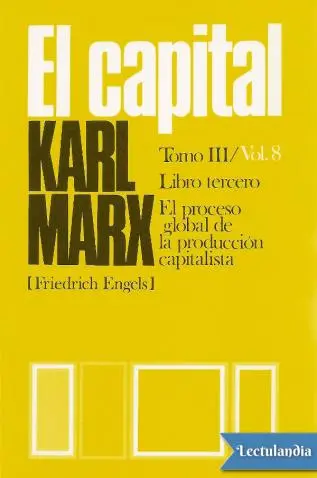 El capital
KARL
MARX
[Friedrich Engels]
Tomo III/Vol. 8
Libro tercero
El proceso
global de
la producción
capitalista
Lectulandia